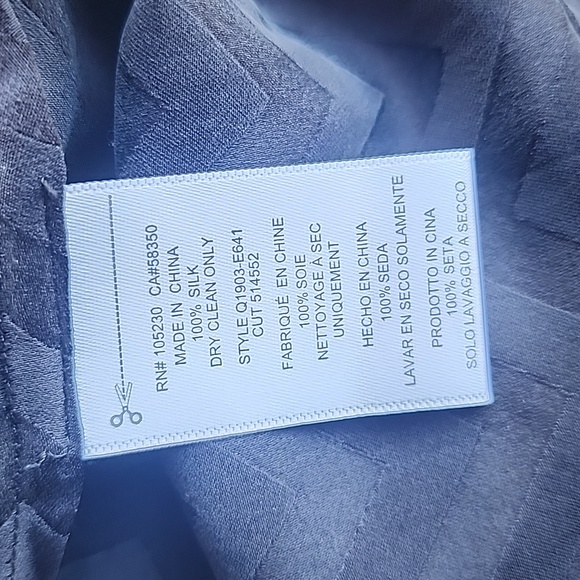 RN# 105230 CA#58350
MADE IN CHINA
100% SILK
DRY CLEAN ONLY
STYLE Q1903-E641
CUT 514552
FABRIQUÉ EN CHINE
100% SOIE
NETTOYAGE À SEC
UNIQUEMENT
HECHO EN CHINA
100% SEDA
LAVAR EN SECO SOLAMENTE
PRODOTTO IN CINA
100% SETA
SOLO LAVAGGIO A SECCO